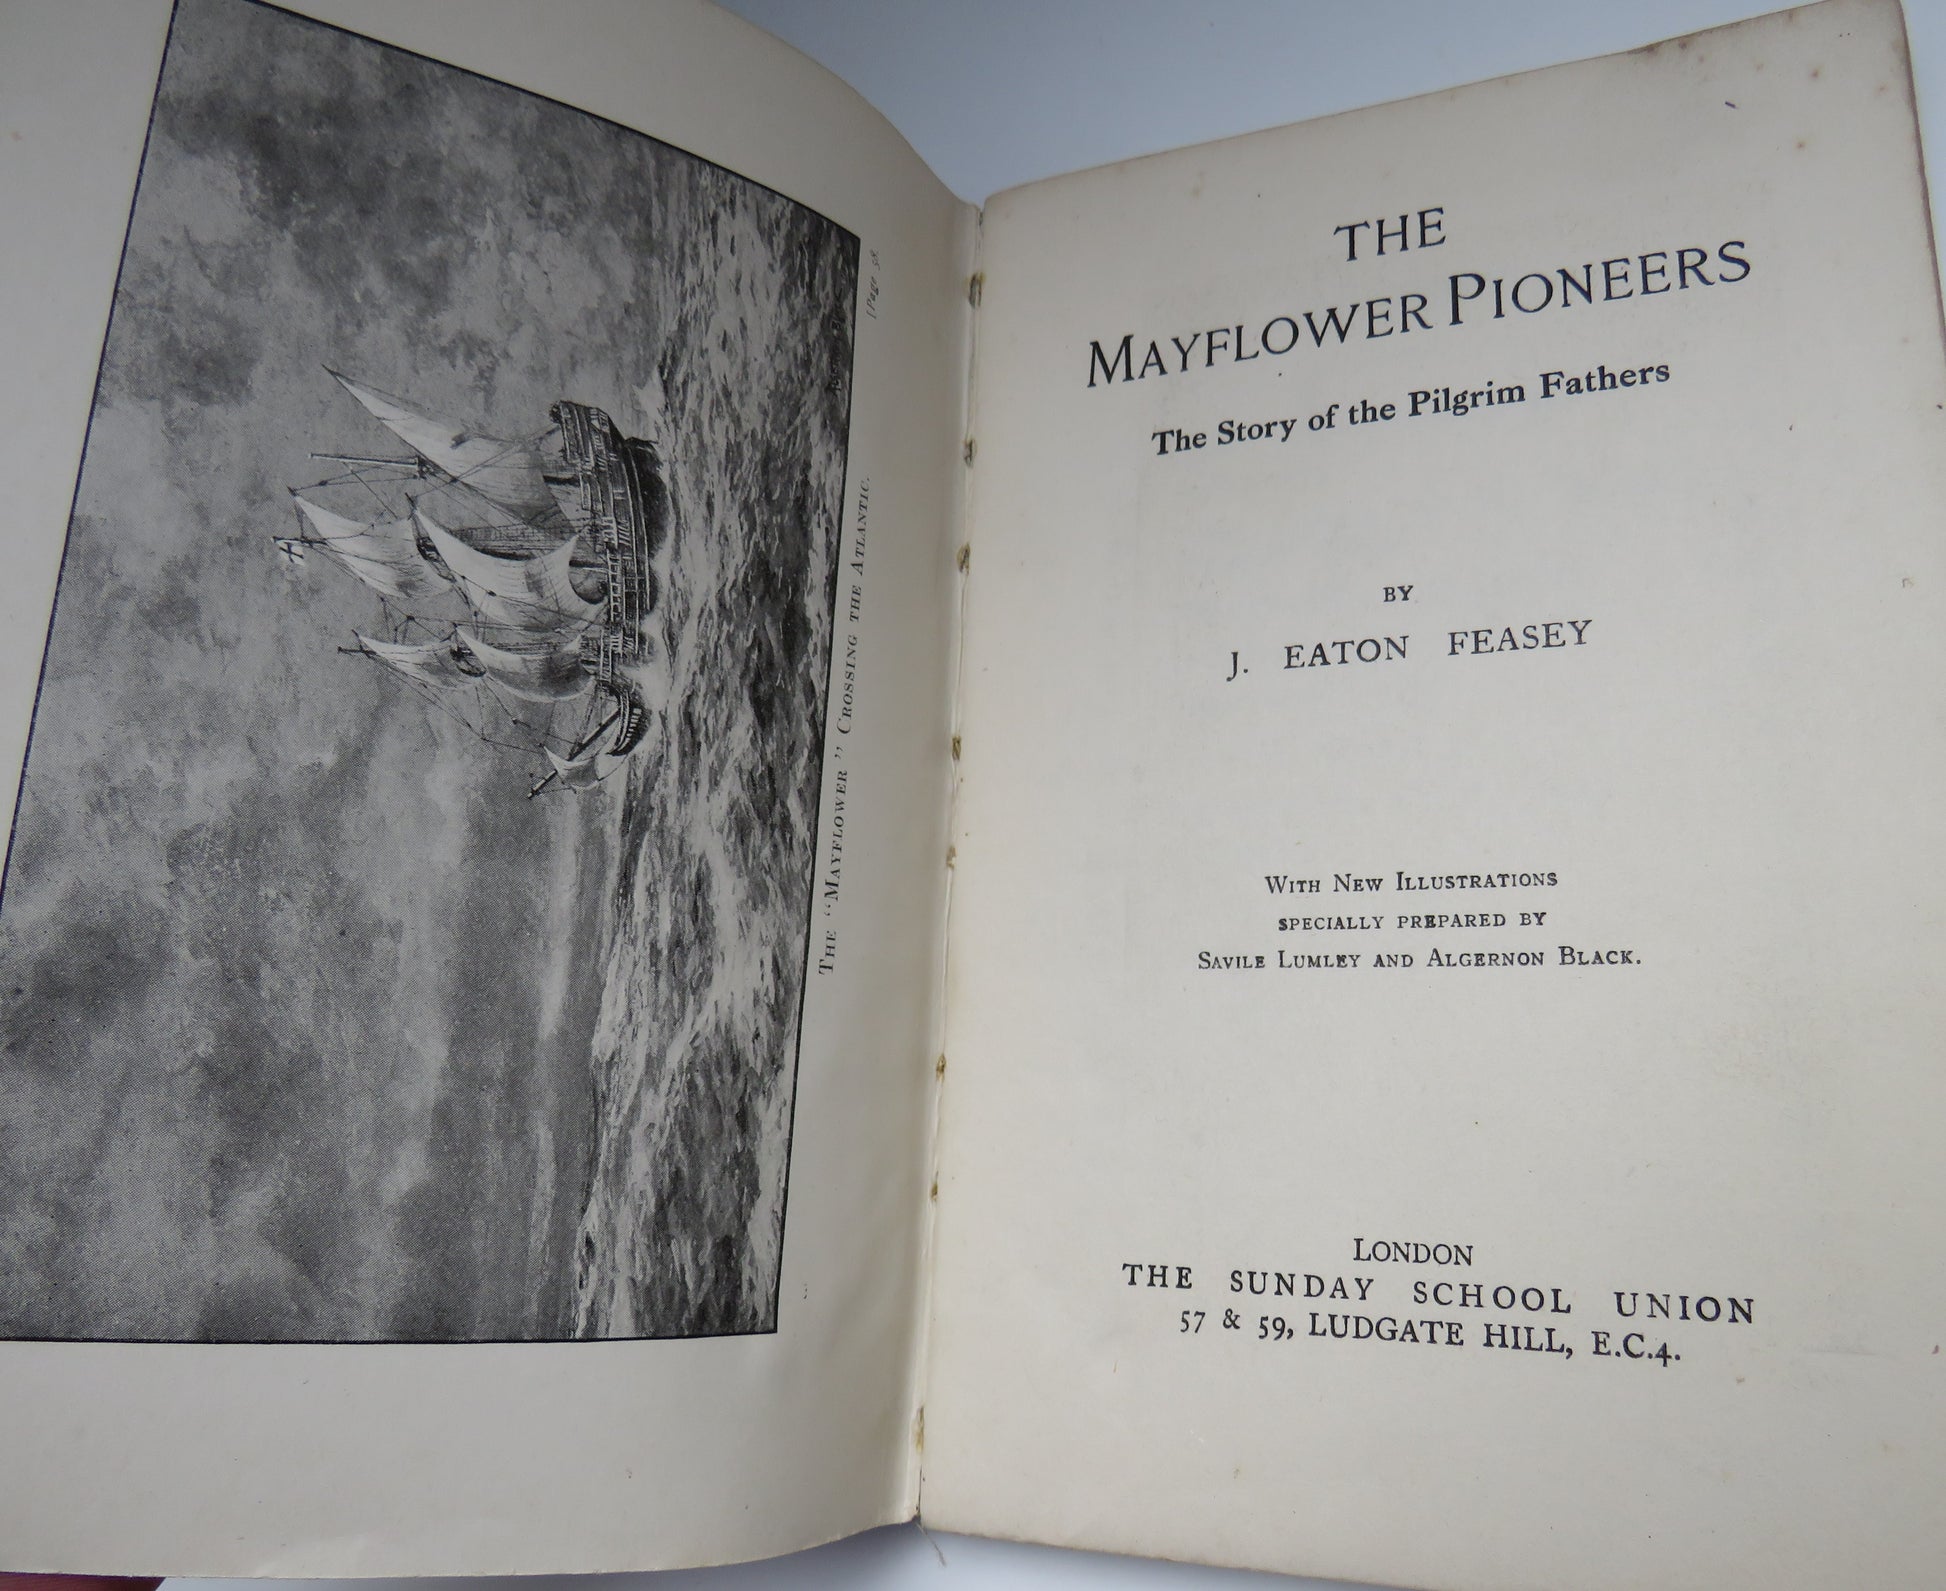 [Page 58.
THE "MAYFLOWER" CROSSING THE ATLANTIC.
THE
MAYFLOWER PIONEERS
The Story of the Pilgrim Fathers
BY
J. EATON FEASEY
WITH NEW ILLUSTRATIONS
SPECIALLY PREPARED BY
SAVILE LUMLEY AND ALGERNON BLACK.
LONDON
THE SUNDAY SCHOOL UNION
57 & 59, LUDGATE HILL, E.C.4.